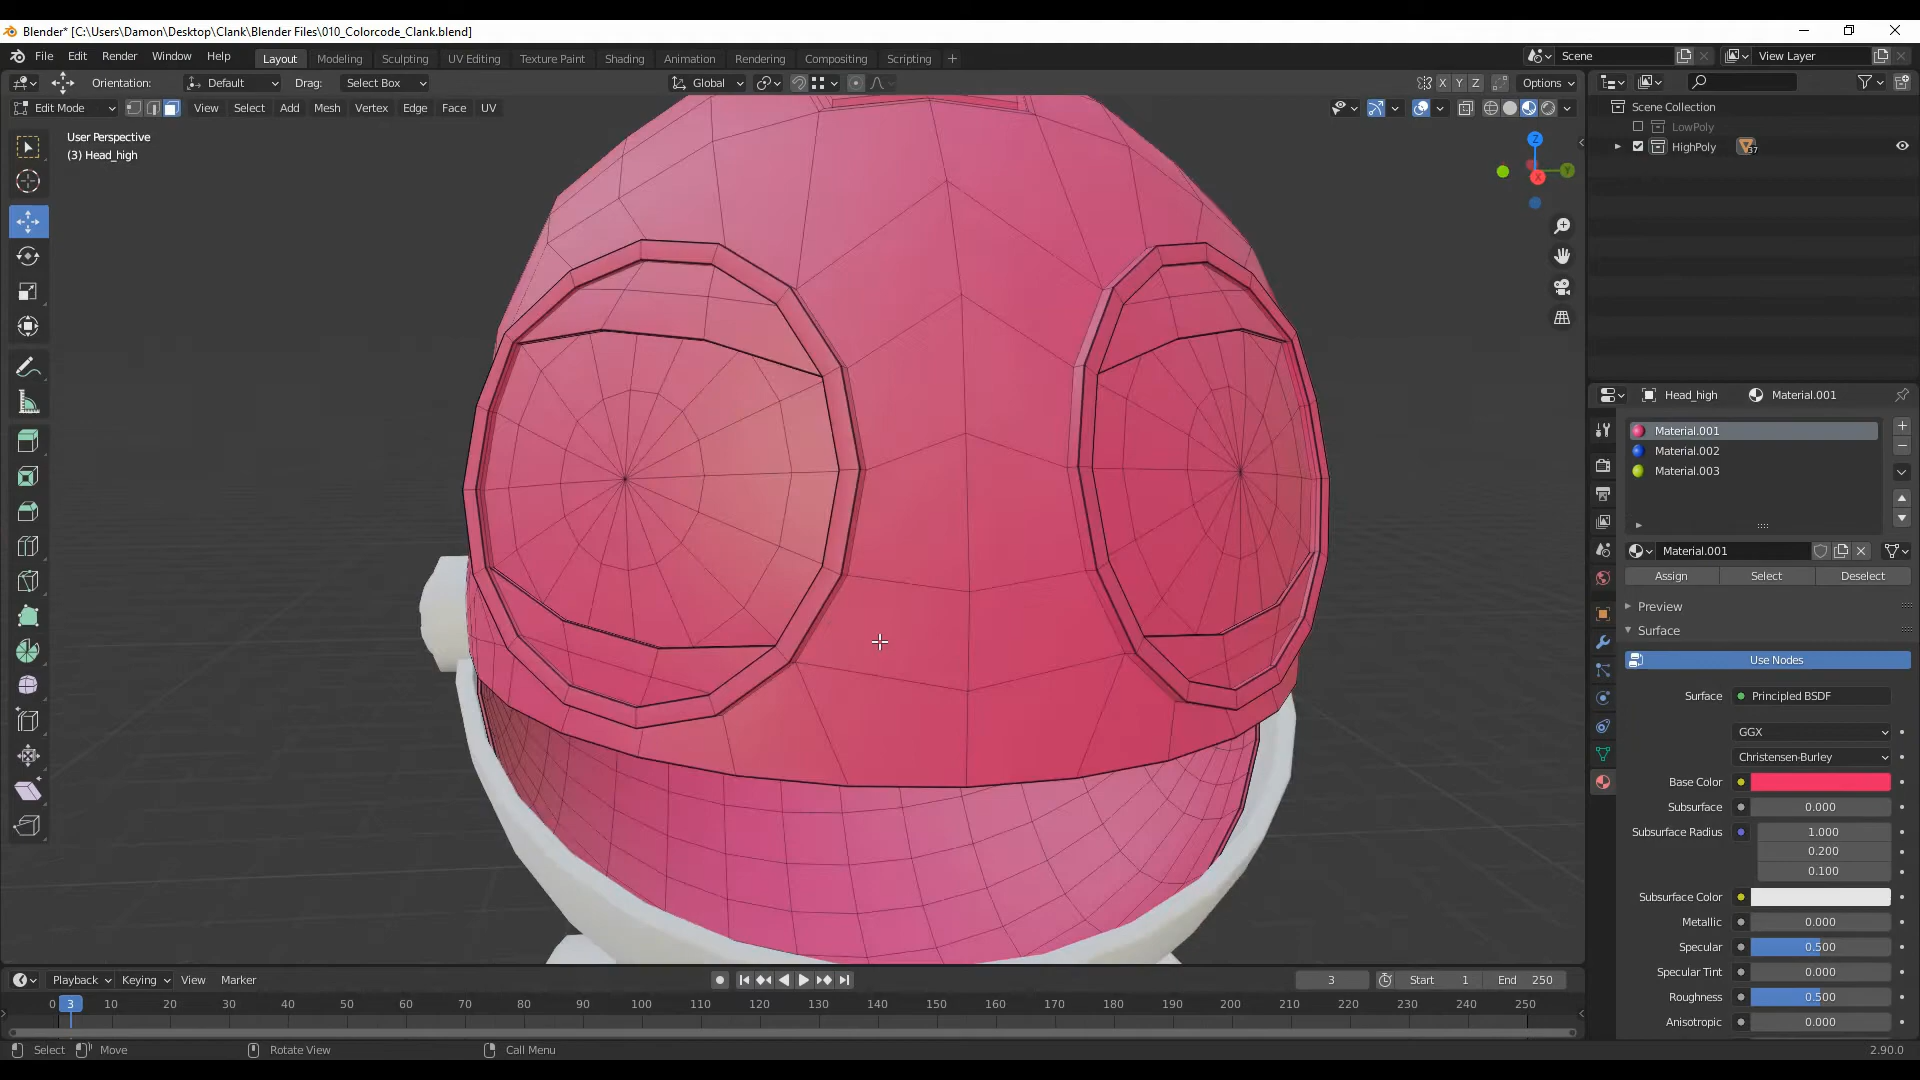 Blender* [C:\Users\Damon\Desktop\Clank\Blender Files\010_Colorcode_Clank.blend]
File Edit Render Window Help Layout Modeling Sculpting UV Editing Texture Paint Shading Animation Rendering Compositing Scripting + Scene View Layer
Orientation: Default Drag: Select Box Global X Y Z Options
Edit Mode View Select Add Mesh Vertex Edge Face UV
User Perspective
(3) Head_high
Z
Y
X
Scene Collection
LowPoly
HighPoly 37
Head_high Material.001
Material.001
Material.002
Material.003
Material.001
Assign Select Deselect
Preview
Surface
Use Nodes
Surface Principled BSDF
GGX
Christensen-Burley
Base Color
Subsurface 0.000
Subsurface Radius 1.000
0.200
0.100
Subsurface Color
Metallic 0.000
Specular 0.500
Specular Tint 0.000
Roughness 0.500
Anisotropic 0.000
Playback Keying View Marker 3 Start 1 End 250
0 3 10 20 30 40 50 60 70 80 90 100 110 120 130 140 150 160 170 180 190 200 210 220 230 240 250
Select Move Rotate View Call Menu 2.90.0